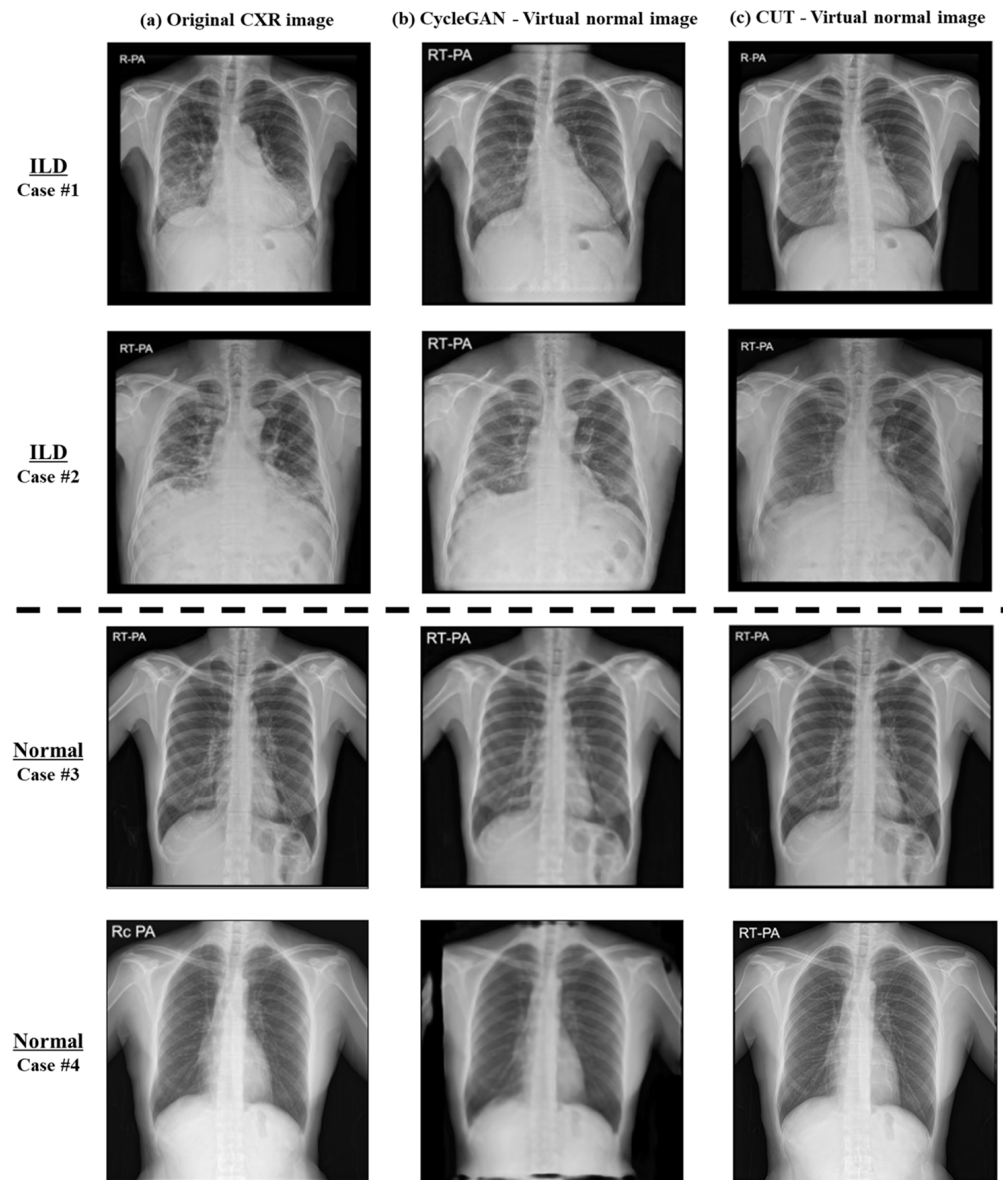 (a) Original CXR image
(b) CycleGAN - Virtual normal image
(c) CUT - Virtual normal image
R-PA
RT-PA
R-PA
ILD
Case #1
RT-PA
RT-PA
RT-PA
ILD
Case #2
RT-PA
RT-PA
RT-PA
Normal
Case #3
Rc PA
RT-PA
Normal
Case #4